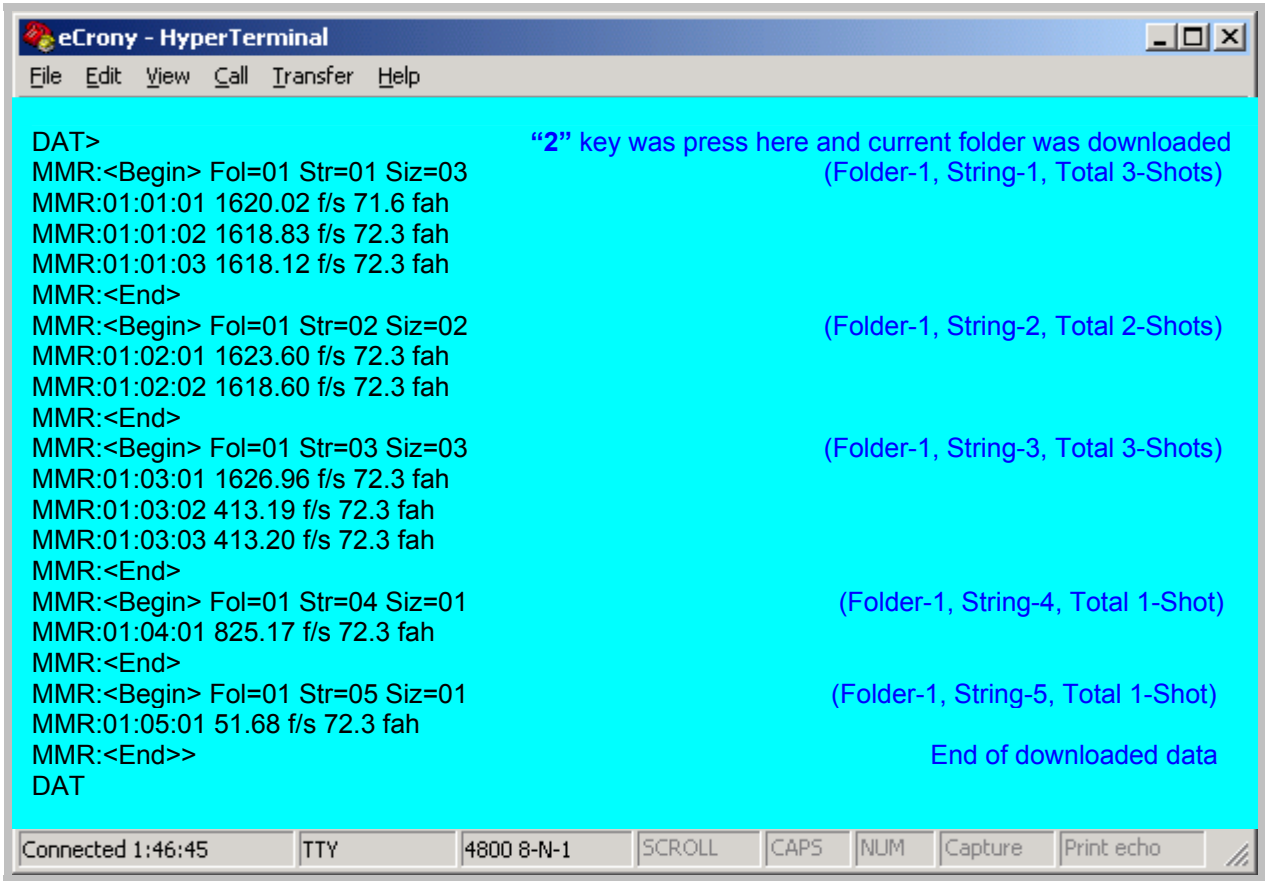 eCrony - HyperTerminal
File Edit View Call Transfer Help
DAT> “2” key was press here and current folder was downloaded
MMR:<Begin> Fol=01 Str=01 Siz=03 (Folder-1, String-1, Total 3-Shots)
MMR:01:01:01 1620.02 f/s 71.6 fah
MMR:01:01:02 1618.83 f/s 72.3 fah
MMR:01:01:03 1618.12 f/s 72.3 fah
MMR:<End>
MMR:<Begin> Fol=01 Str=02 Siz=02 (Folder-1, String-2, Total 2-Shots)
MMR:01:02:01 1623.60 f/s 72.3 fah
MMR:01:02:02 1618.60 f/s 72.3 fah
MMR:<End>
MMR:<Begin> Fol=01 Str=03 Siz=03 (Folder-1, String-3, Total 3-Shots)
MMR:01:03:01 1626.96 f/s 72.3 fah
MMR:01:03:02 413.19 f/s 72.3 fah
MMR:01:03:03 413.20 f/s 72.3 fah
MMR:<End>
MMR:<Begin> Fol=01 Str=04 Siz=01 (Folder-1, String-4, Total 1-Shot)
MMR:01:04:01 825.17 f/s 72.3 fah
MMR:<End>
MMR:<Begin> Fol=01 Str=05 Siz=01 (Folder-1, String-5, Total 1-Shot)
MMR:01:05:01 51.68 f/s 72.3 fah
MMR:<End>> End of downloaded data
DAT
Connected 1:46:45 TTY 4800 8-N-1 SCROLL CAPS NUM Capture Print echo